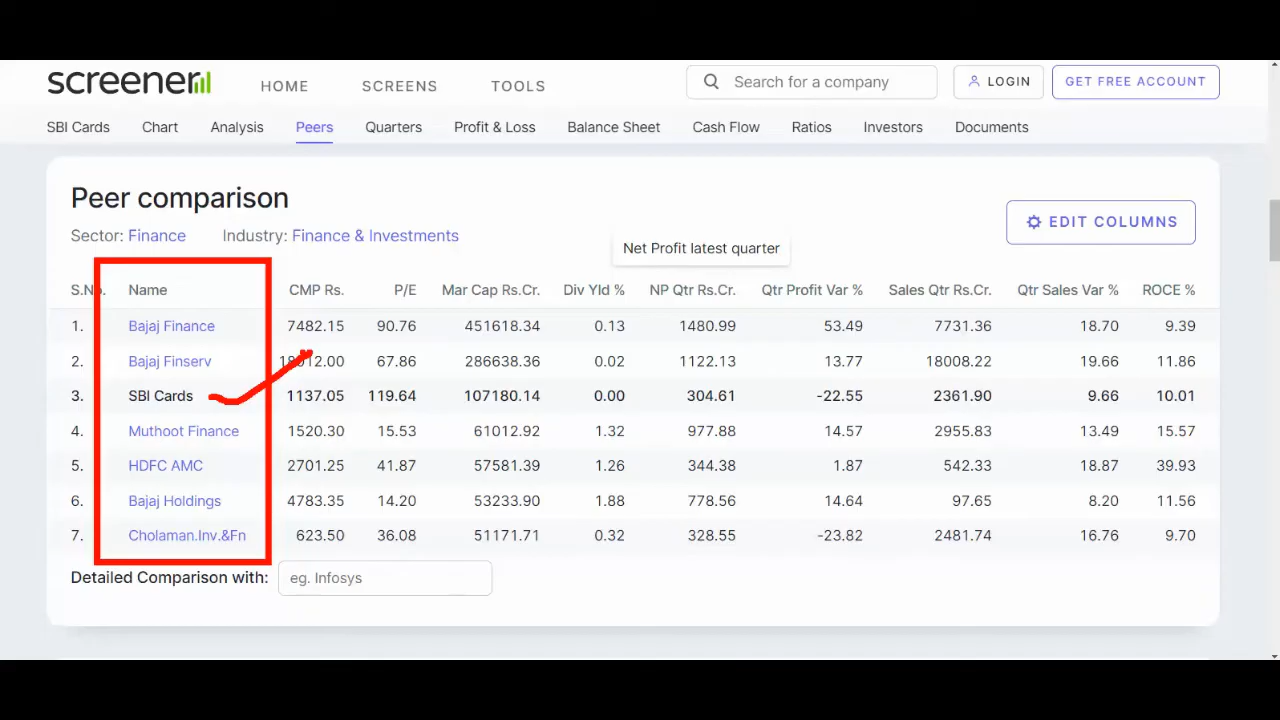 screener HOME SCREENS TOOLS Search for a company LOGIN GET FREE ACCOUNT
SBI Cards Chart Analysis Peers Quarters Profit & Loss Balance Sheet Cash Flow Ratios Investors Documents
Peer comparison
EDIT COLUMNS
Sector: Finance Industry: Finance & Investments
Net Profit latest quarter
S.No. Name CMP Rs. P/E Mar Cap Rs.Cr. Div Yld % NP Qtr Rs.Cr. Qtr Profit Var % Sales Qtr Rs.Cr. Qtr Sales Var % ROCE %
1. Bajaj Finance 7482.15 90.76 451618.34 0.13 1480.99 53.49 7731.36 18.70 9.39
2. Bajaj Finserv 67.86 286638.36 0.02 1122.13 13.77 18008.22 19.66 11.86
3. SBI Cards 1137.05 119.64 107180.14 0.00 304.61 -22.55 2361.90 9.66 10.01
4. Muthoot Finance 1520.30 15.53 61012.92 1.32 977.88 14.57 2955.83 13.49 15.57
5. HDFC AMC 2701.25 41.87 57581.39 1.26 344.38 1.87 542.33 18.87 39.93
6. Bajaj Holdings 4783.35 14.20 53233.90 1.88 778.56 14.64 97.65 8.20 11.56
7. Cholaman.Inv.&Fn 623.50 36.08 51171.71 0.32 328.55 -23.82 2481.74 16.76 9.70
Detailed Comparison with: eg. Infosys